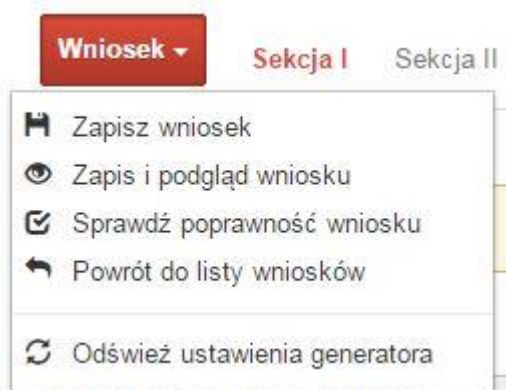 Wniosek
Sekcja I
Sekcja II
Zapisz wniosek
Zapis i podgląd wniosku
Sprawdź poprawność wniosku
Powrót do listy wniosków
Odśwież ustawienia generatora